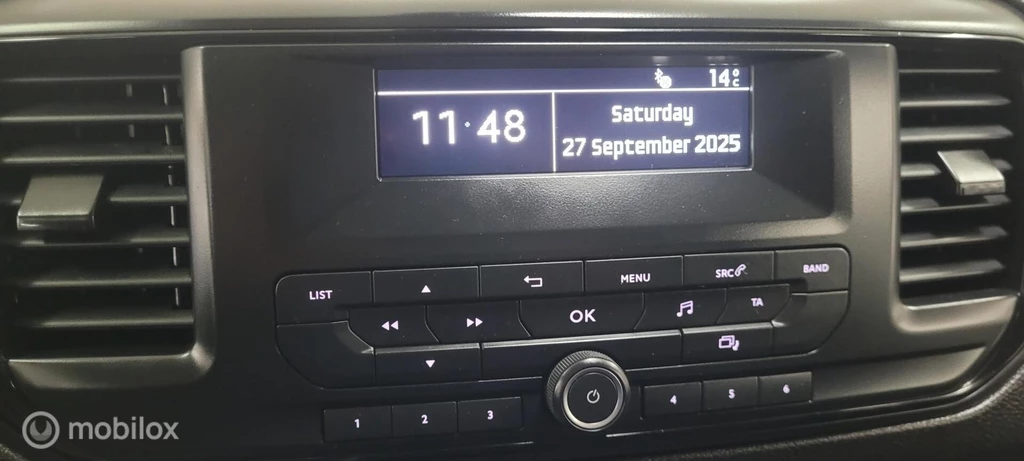 14°C
11:48
Saturday
27 September 2025
LIST
MENU
SRC
BAND
OK
TA
1
2
3
4
5
6
mobilox